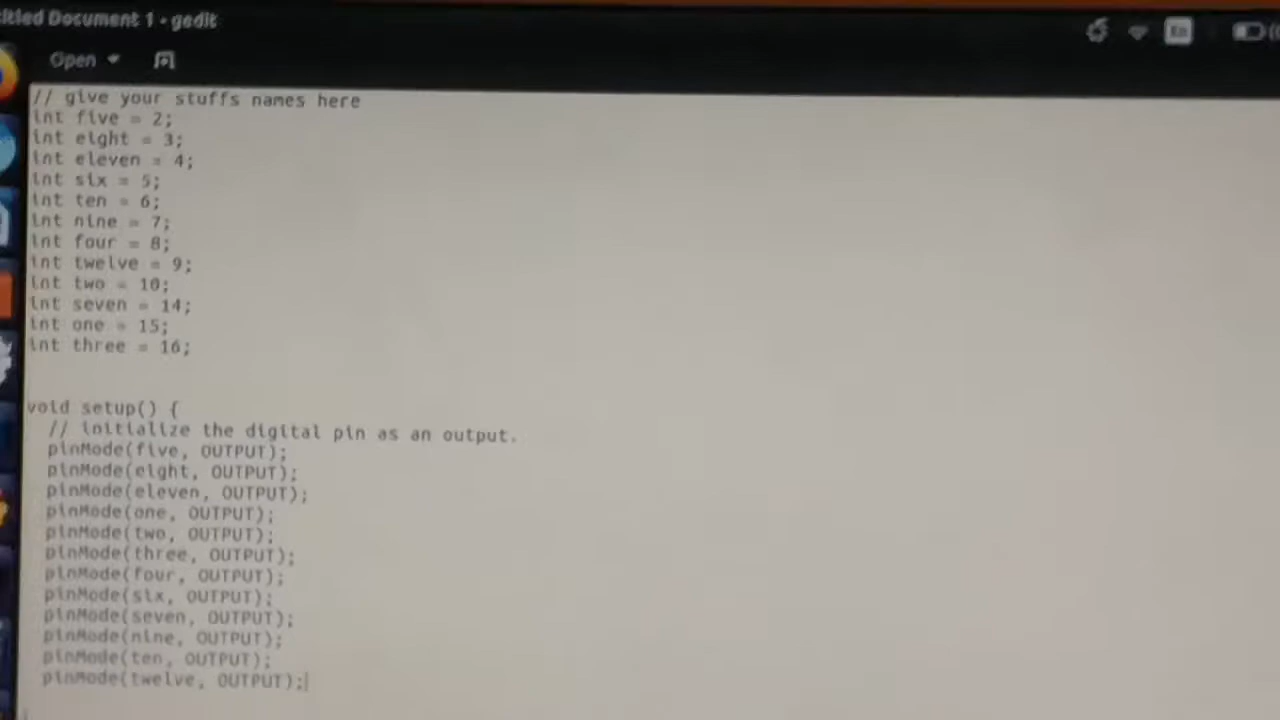 Document 1 - gedit
Open
// give your stuffs names here
int five = 2;
int eight = 3;
int eleven = 4;
int six = 5;
int ten = 6;
int nine = 7;
int four = 8;
int twelve = 9;
int two = 10;
int seven = 14;
int one = 15;
int three = 16;
void setup() {
// initialize the digital pin as an output.
pinMode(five, OUTPUT);
pinMode(eight, OUTPUT);
pinMode(eleven, OUTPUT);
pinMode(one, OUTPUT);
pinMode(two, OUTPUT);
pinMode(three, OUTPUT);
pinMode(four, OUTPUT);
pinMode(six, OUTPUT);
pinMode(seven, OUTPUT);
pinMode(nine, OUTPUT);
pinMode(ten, OUTPUT);
pinMode(twelve, OUTPUT);